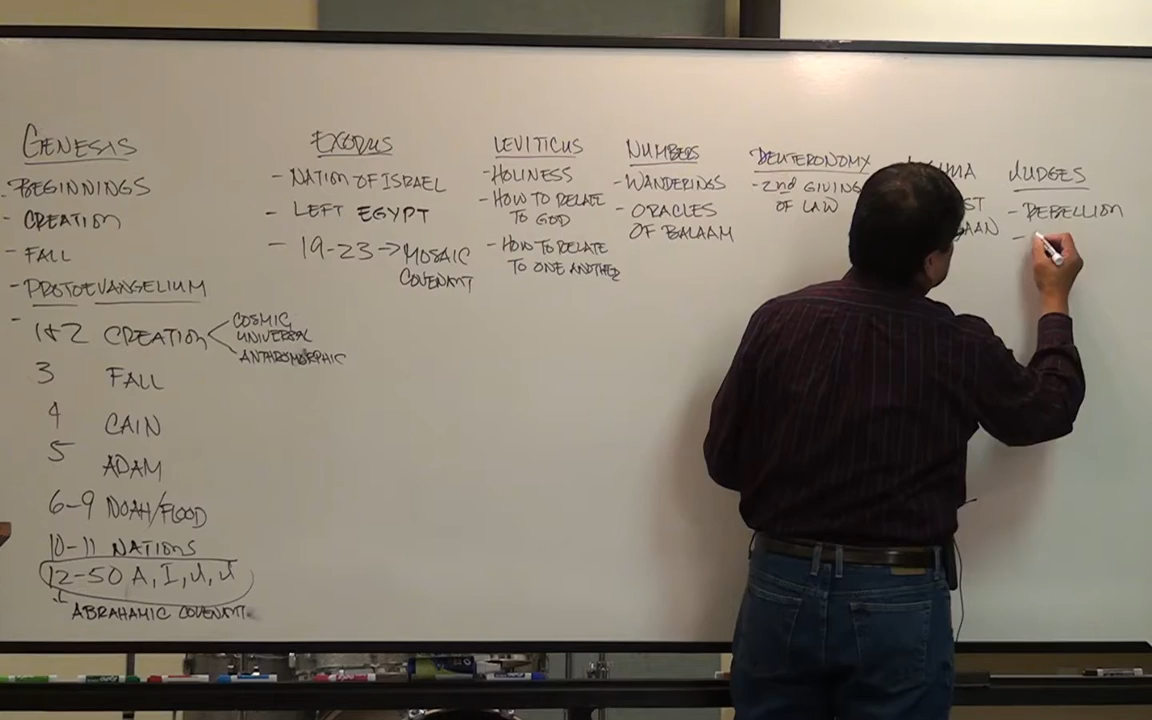 GENESIS
- BEGINNINGS
- CREATION
- FALL
- PROTOEVANGELIUM
-
1&2 CREATION
COSMIC
UNIVERSAL
ANTHROMORPHIC
3 FALL
4 CAIN
5 ADAM
6-9 NOAH/FLOOD
10-11 NATIONS
12-50 A, I, J, J
ABRAHAMIC COVENANT
EXODUS
- NATION OF ISRAEL
- LEFT EGYPT
- 19-23 → MOSAIC
COVENANT
LEVITICUS
- HOLINESS
- HOW TO RELATE
TO GOD
- HOW TO RELATE
TO ONE ANOTHER
NUMBERS
- WANDERINGS
- ORACLES
OF BALAAM
DEUTERONOMY
- 2nd GIVING
OF LAW
JUDGES
- REBELLION
-